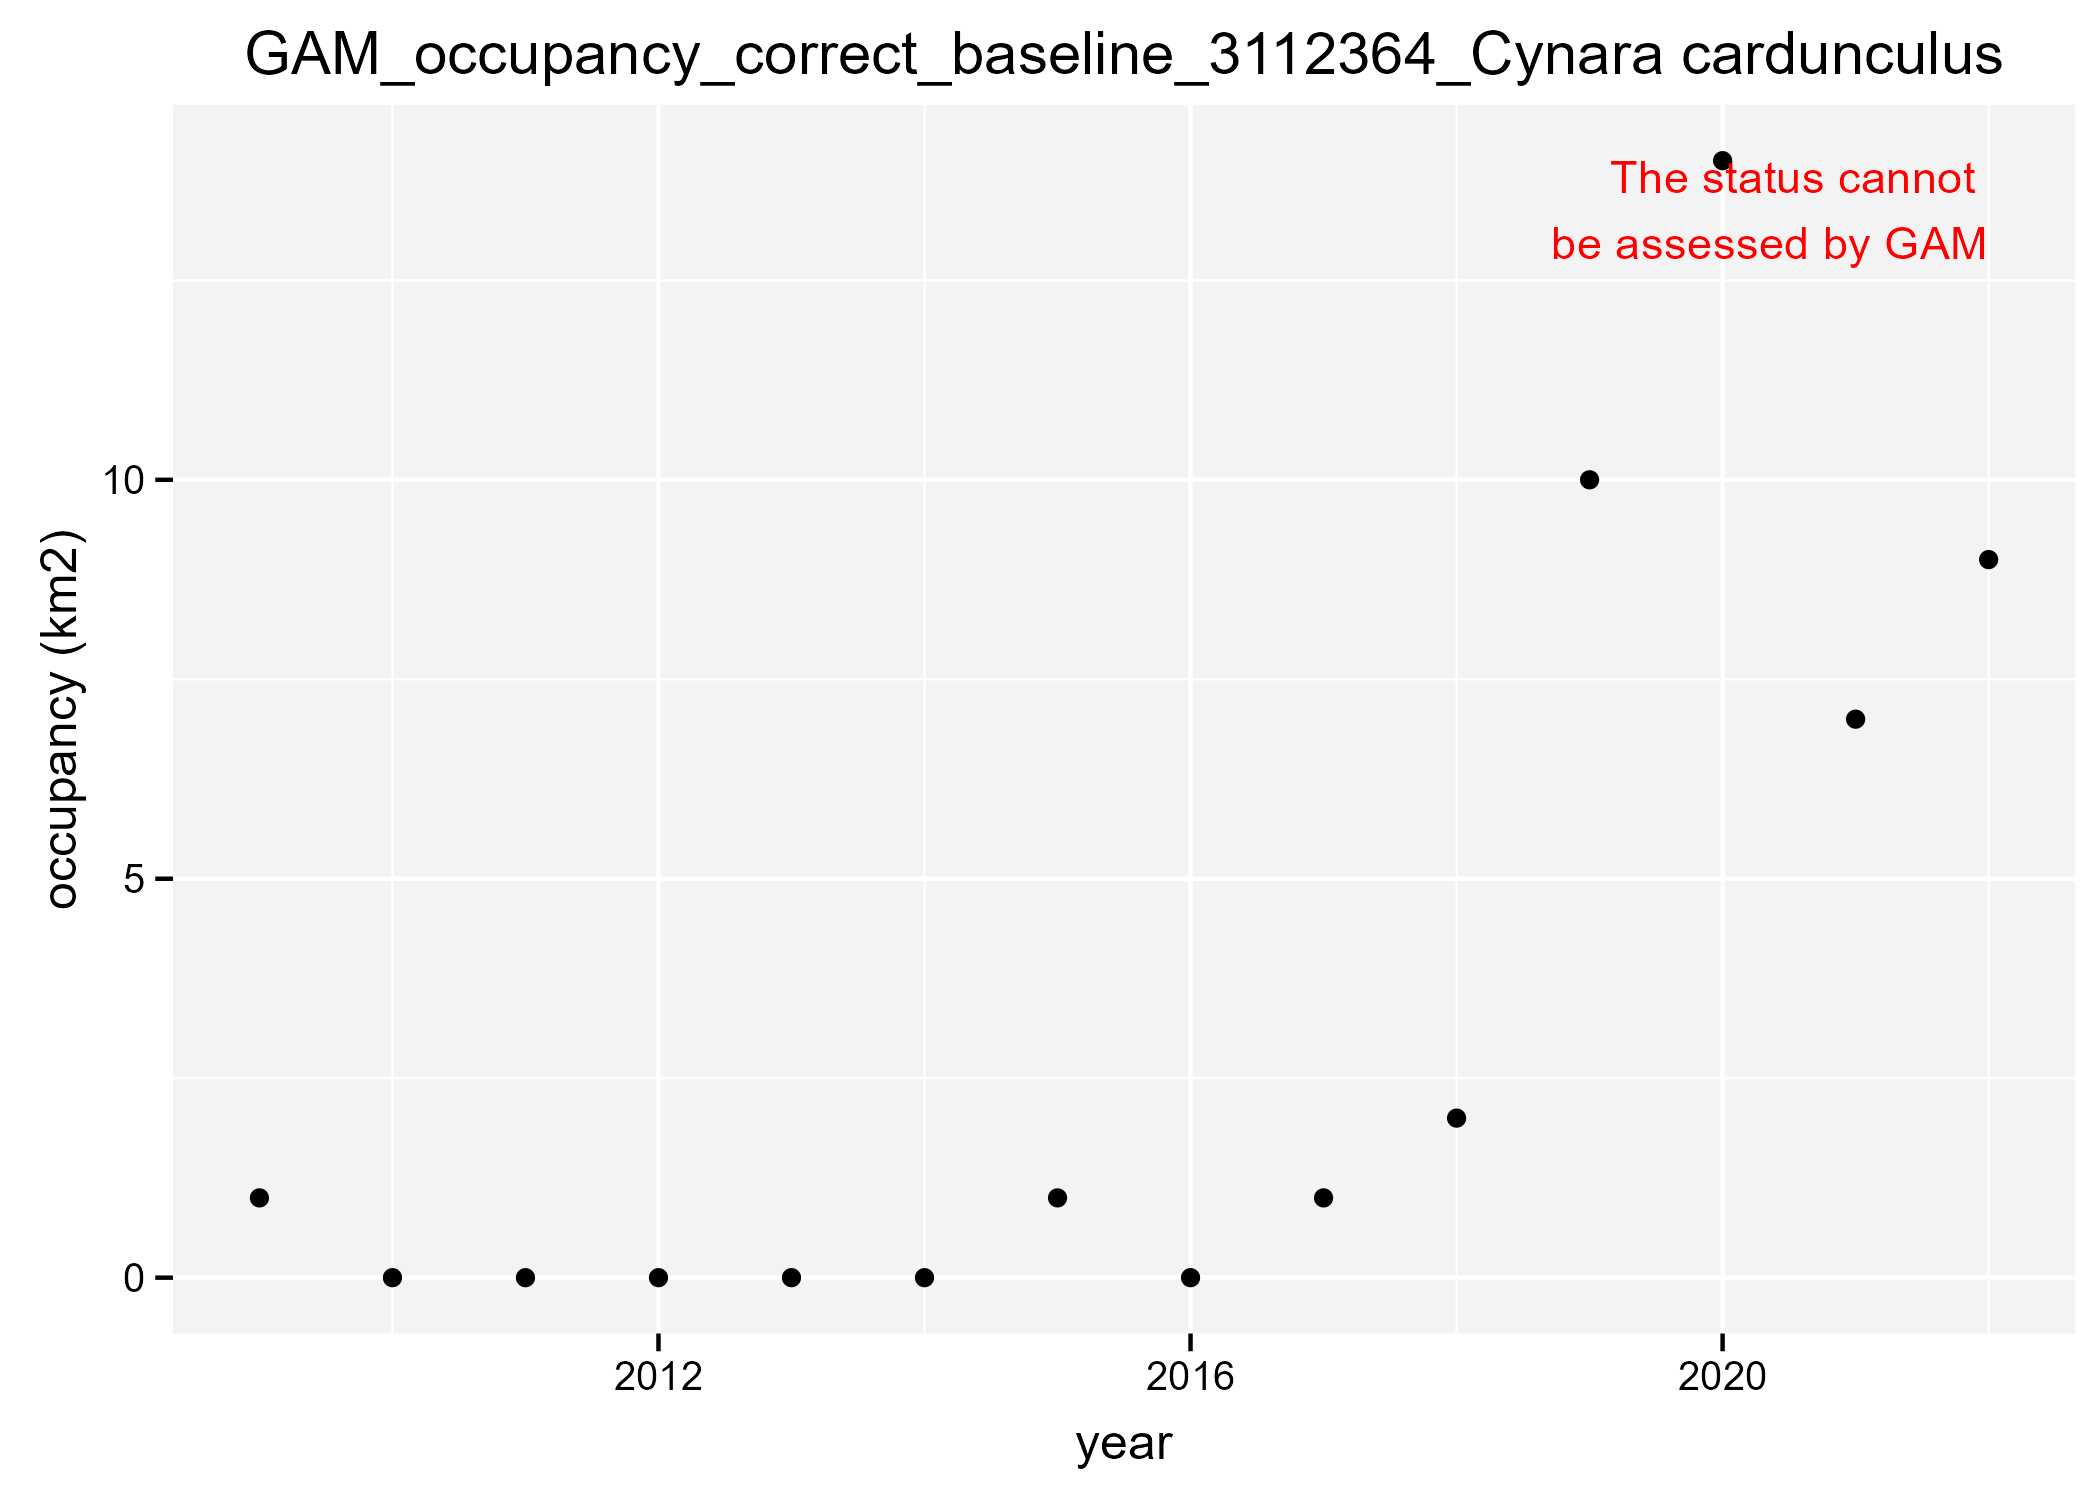 GAM_occupancy_correct_baseline_3112364_Cynara cardunculus
The status cannot
be assessed by GAM
occupancy (km2)
10
5
0
2012
2016
2020
year